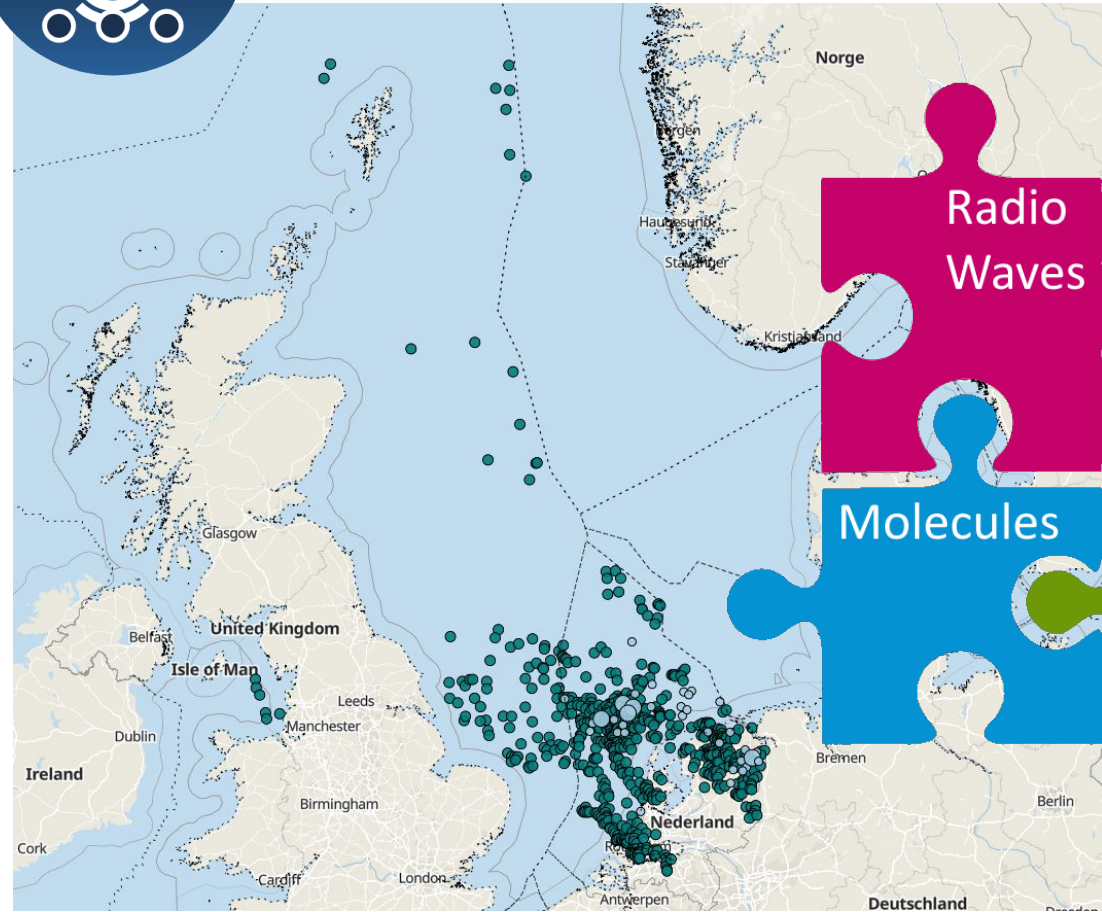 Norge
Radio
Waves
Haugesund
Stavanger
Kristiansand
Molecules
Glasgow
Belfast
United Kingdom
Isle of Man
Leeds
Manchester
Dublin
Ireland
Bremen
Birmingham
Berlin
Nederland
Cork
Cardiff
London
Antwerpen
Deutschland